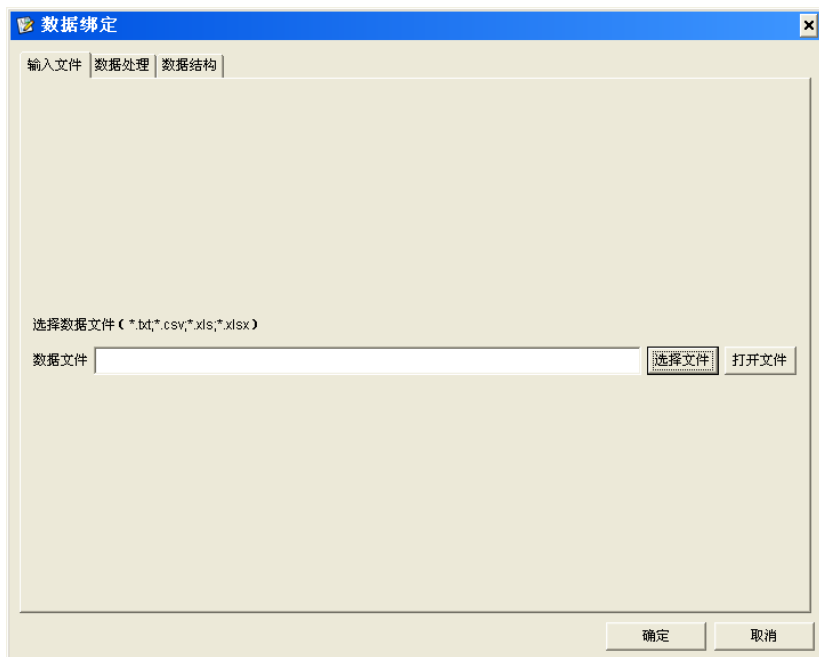 数据绑定
输入文件 数据处理 数据结构
选择数据文件(*.txt;*.csv;*.xls;*.xlsx)
数据文件 选择文件 打开文件
确定 取消